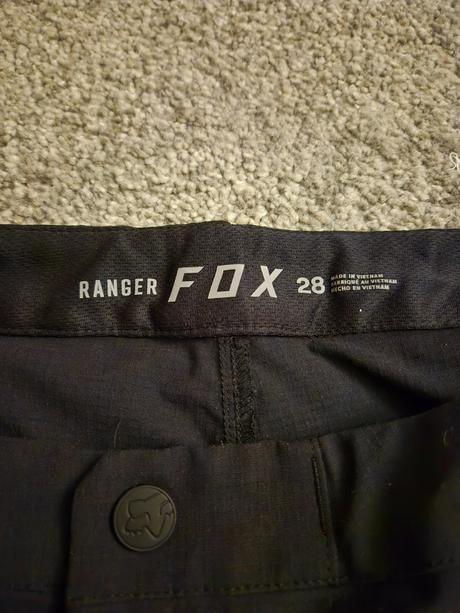 RANGER FOX 28
MADE IN VIETNAM
FABRIQUÉ AU VIETNAM
HECHO EN VIETNAM